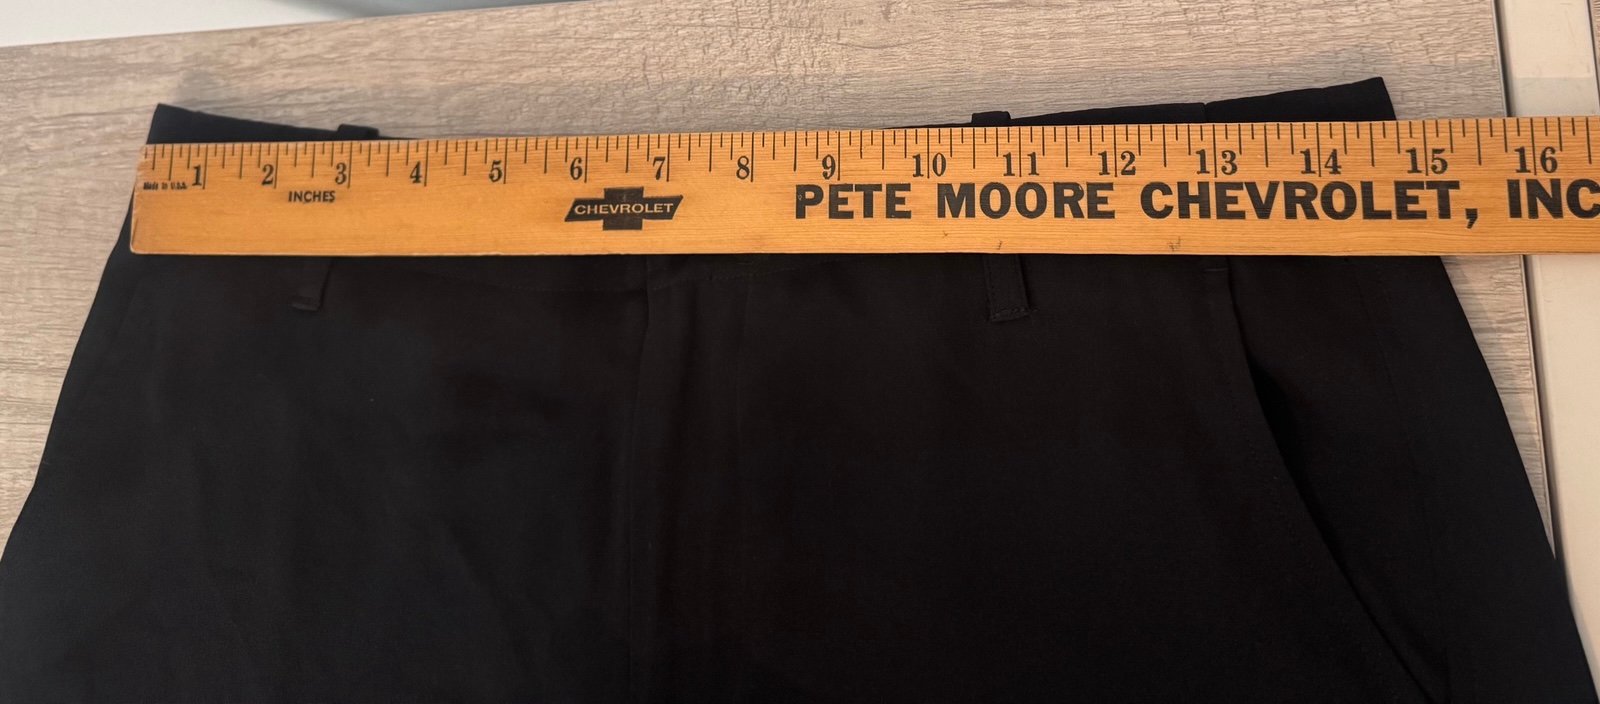 1 2 3 4 5 6 7 8 9 10 11 12 13 14 15 16
Made in U.S.A.
INCHES
CHEVROLET
PETE MOORE CHEVROLET, INC